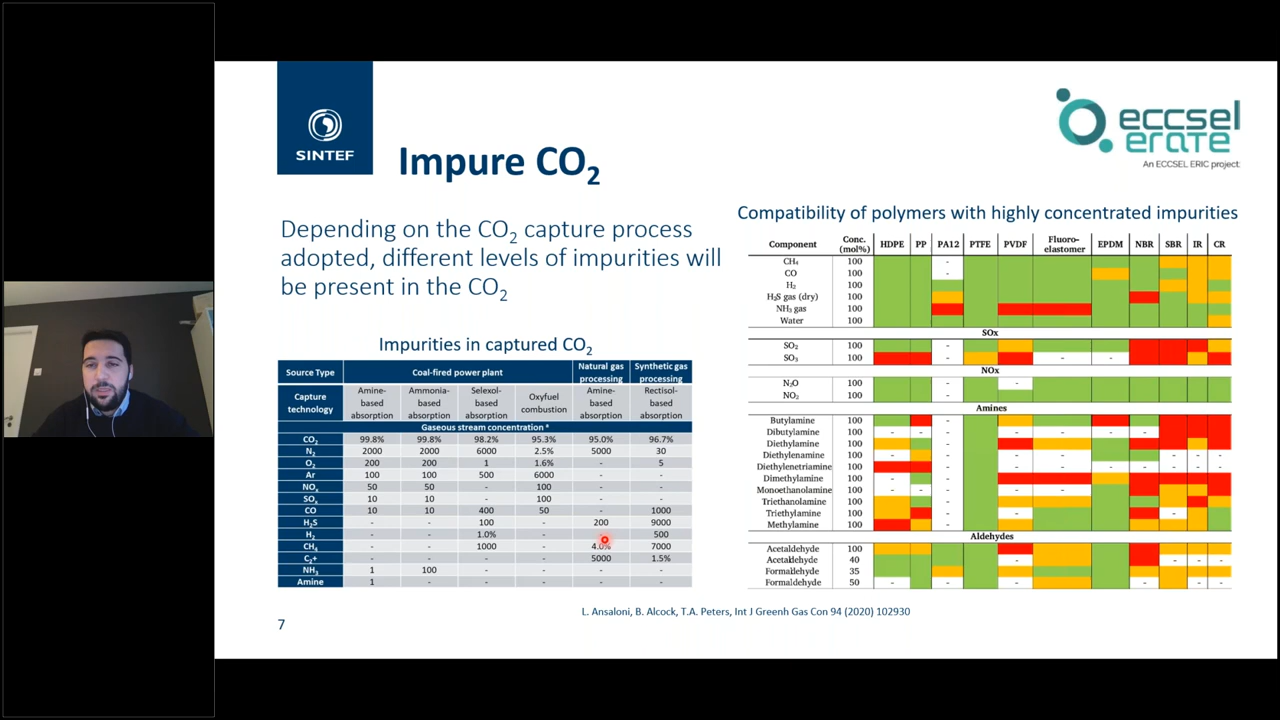 SINTEF
eccsel
erate
An ECCSEL ERIC project
Impure CO₂
Depending on the CO₂ capture process
adopted, different levels of impurities will
be present in the CO₂
Impurities in captured CO₂
Source Type Coal-fired power plant Natural gas processing Synthetic gas processing
Capture technology Amine-based absorption Ammonia-based absorption Selexol-based absorption Oxyfuel combustion Amine-based absorption Rectisol-based absorption
Gaseous stream concentration ᵃ
CO₂ 99.8% 99.8% 98.2% 95.3% 95.0% 96.7%
N₂ 2000 2000 6000 2.5% 5000 30
O₂ 200 200 1 1.6% - 5
Ar 100 100 500 6000 - -
NOₓ 50 50 - 100 - -
SOₓ 10 10 - 100 - -
CO 10 10 400 50 - 1000
H₂S - - 100 - 200 9000
H₂ - - 1.0% - - 500
CH₄ - - 1000 - 4.0% 7000
C₂+ - - - - 5000 1.5%
NH₃ 1 100 - - - -
Amine 1 - - - - -
Compatibility of polymers with highly concentrated impurities
Component Conc. (mol%) HDPE PP PA12 PTFE PVDF Fluoro-elastomer EPDM NBR SBR IR CR
CH₄ 100 -
CO 100 -
H₂ 100
H₂S gas (dry) 100
NH₃ gas 100
Water 100
SOx
SO₂ 100 -
SO₃ 100 - - -
NOx
N₂O 100 - -
NO₂ 100 -
Amines
Butylamine 100 -
Dibutylamine 100 - - - - - - -
Diethylamine 100 -
Diethylenamine 100 - - - - - -
Diethylenetriamine 100 - - - - - - -
Dimethylamine 100 -
Monoethanolamine 100 - - - - -
Triethanolamine 100 -
Triethylamine 100 - - - -
Methylamine 100 -
Aldehydes
Acetaldehyde 100 -
Acetaldehyde 40 - - - -
Formaldehyde 35
Formaldehyde 50 - - - - - - - -
L. Ansaloni, B. Alcock, T.A. Peters, Int J Greenh Gas Con 94 (2020) 102930
7